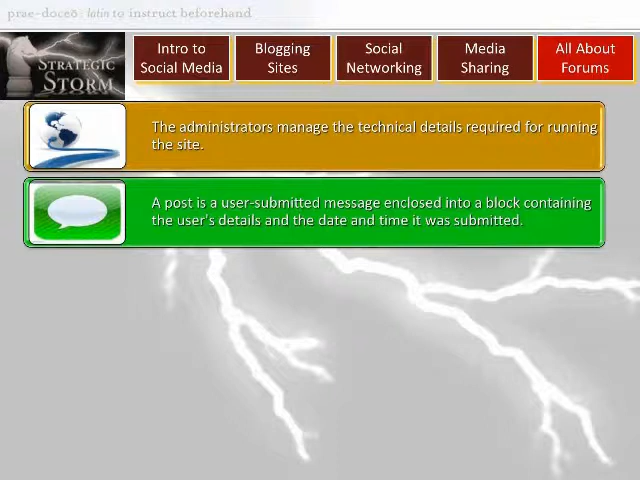 prae-doceō : latin to instruct beforehand
STRATEGIC
STORM
Intro to
Social Media
Blogging
Sites
Social
Networking
Media
Sharing
All About
Forums
The administrators manage the technical details required for running
the site.
A post is a user-submitted message enclosed into a block containing
the user's details and the date and time it was submitted.